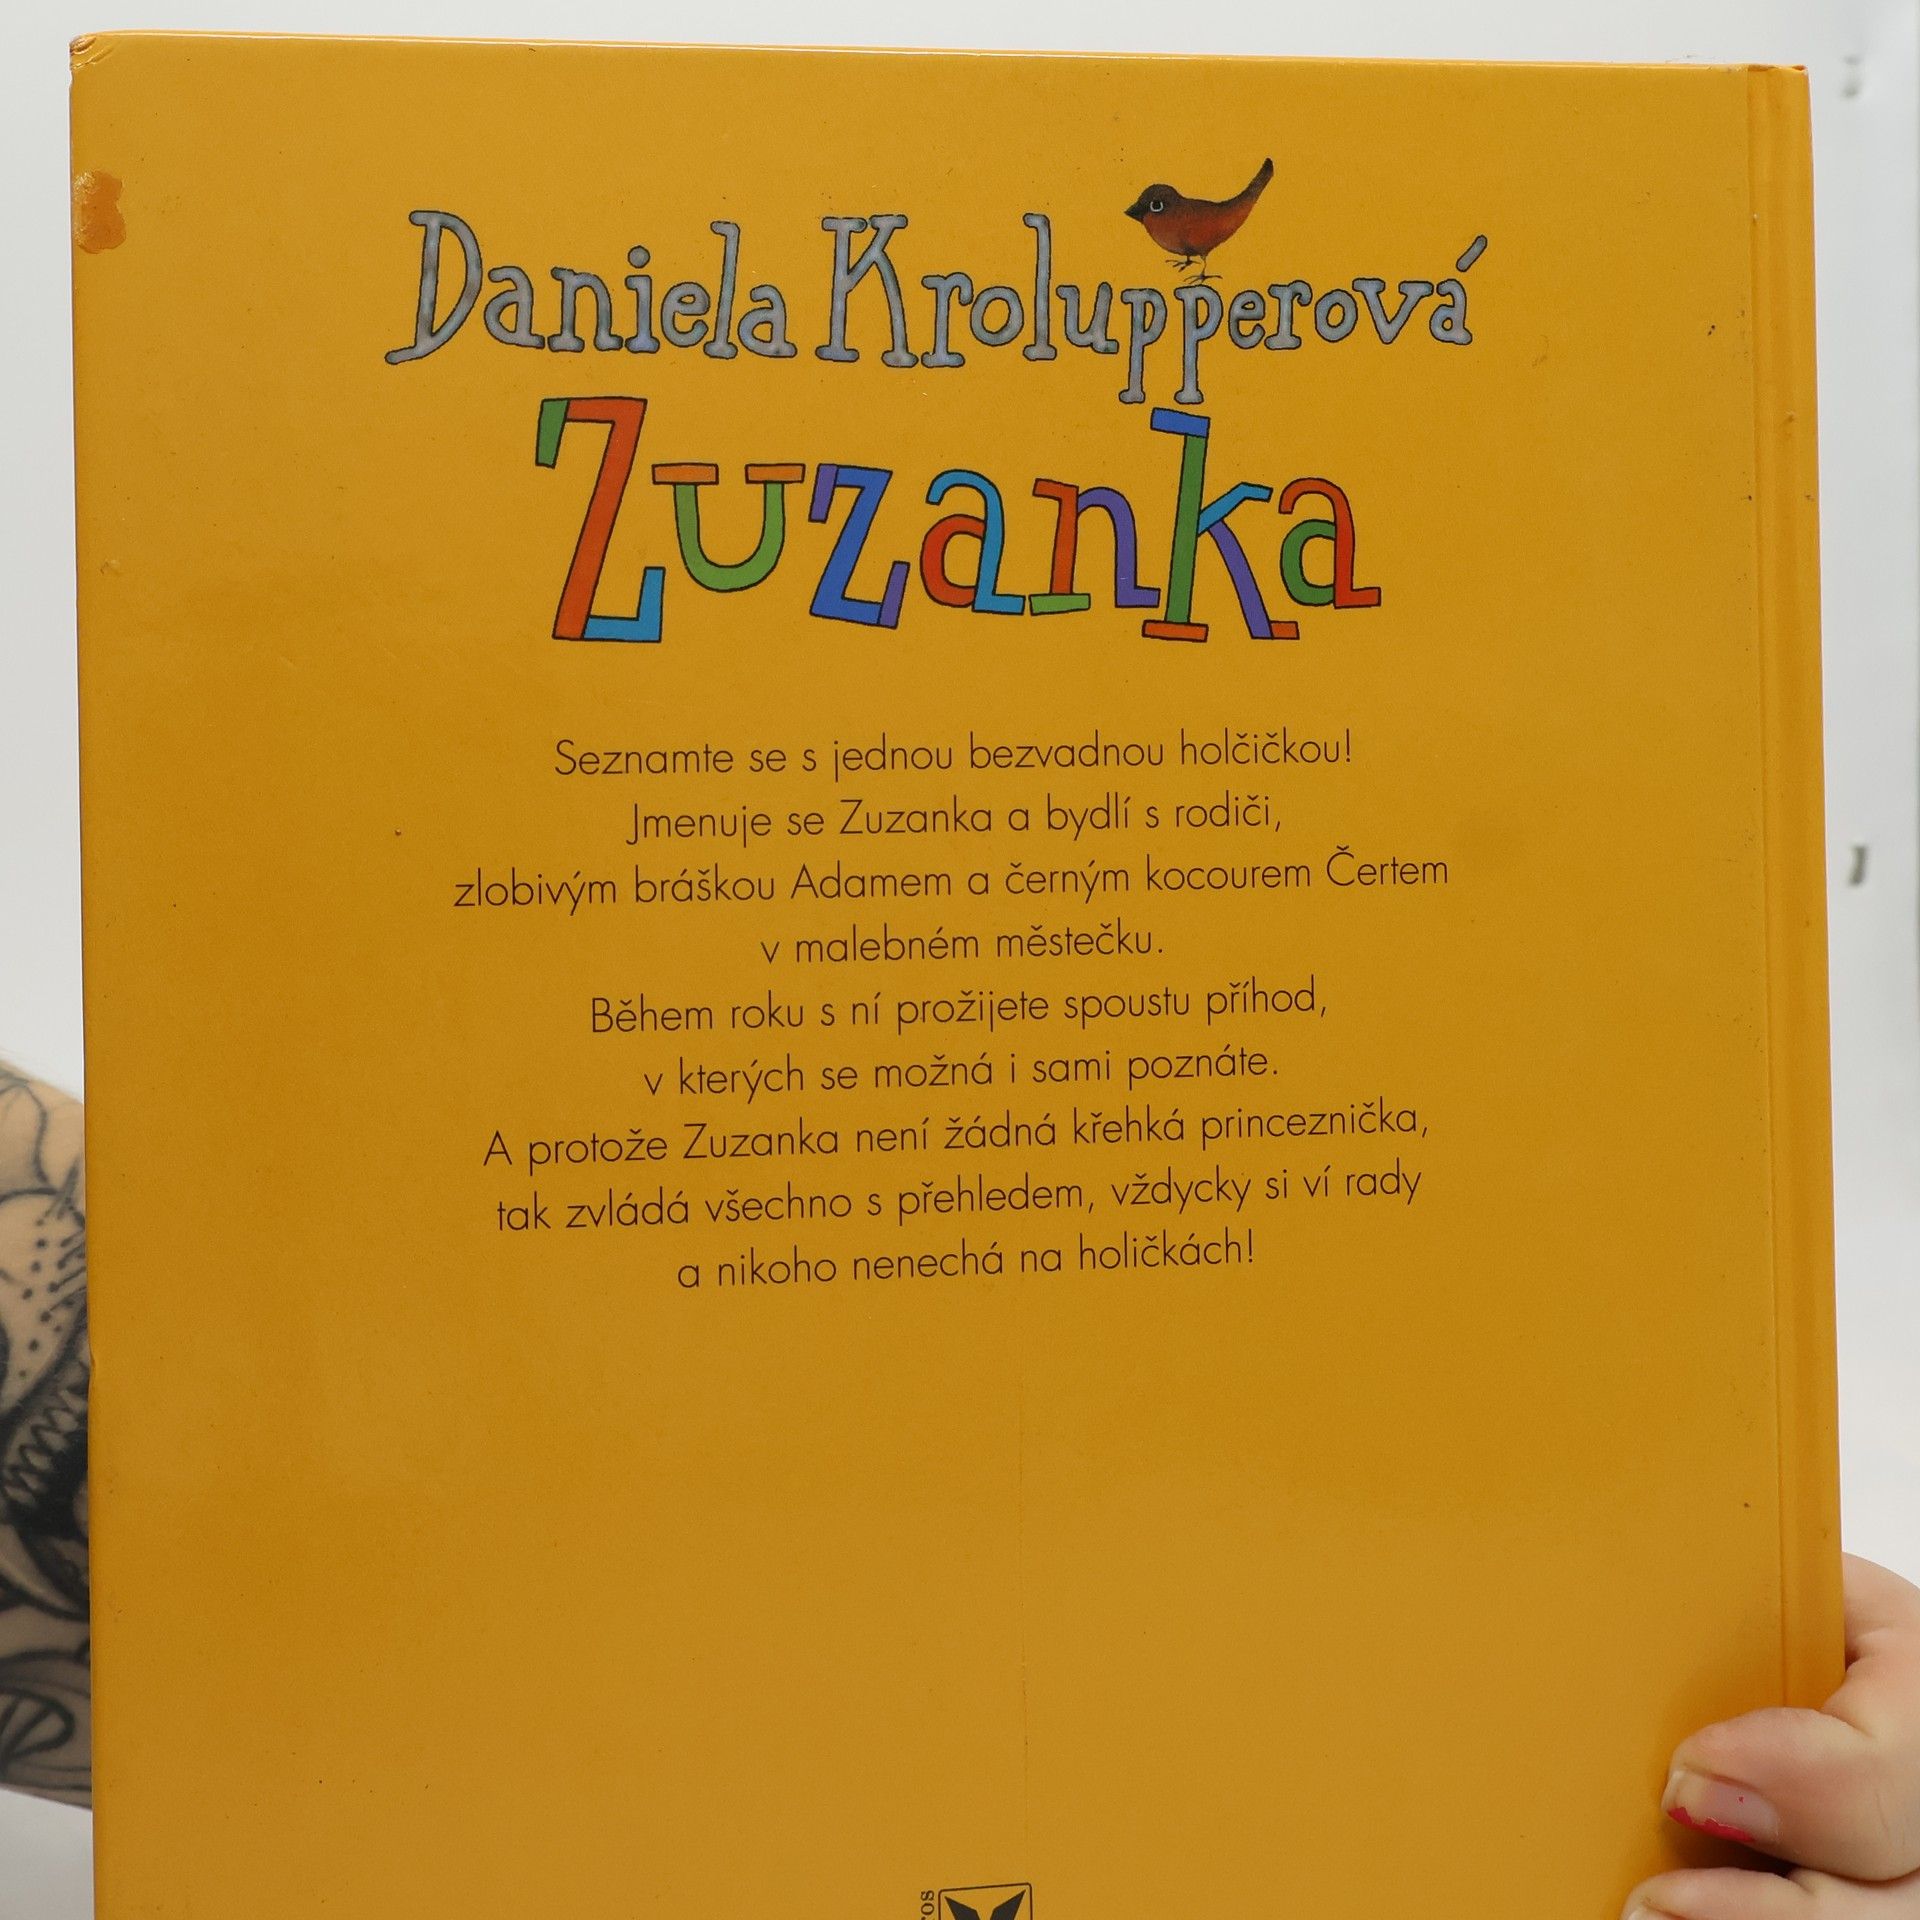 Daniela Krolupperová
Zuzanka
Seznamte se s jednou bezvadnou holčičkou!
Jmenuje se Zuzanka a bydlí s rodiči,
zlobivým bráškou Adamem a černým kocourem Čertem
v malebném městečku.
Během roku s ní prožijete spoustu příhod,
v kterých se možná i sami poznáte.
A protože Zuzanka není žádná křehká princeznička,
tak zvládá všechno s přehledem, vždycky si ví rady
a nikoho nenechá na holičkách!